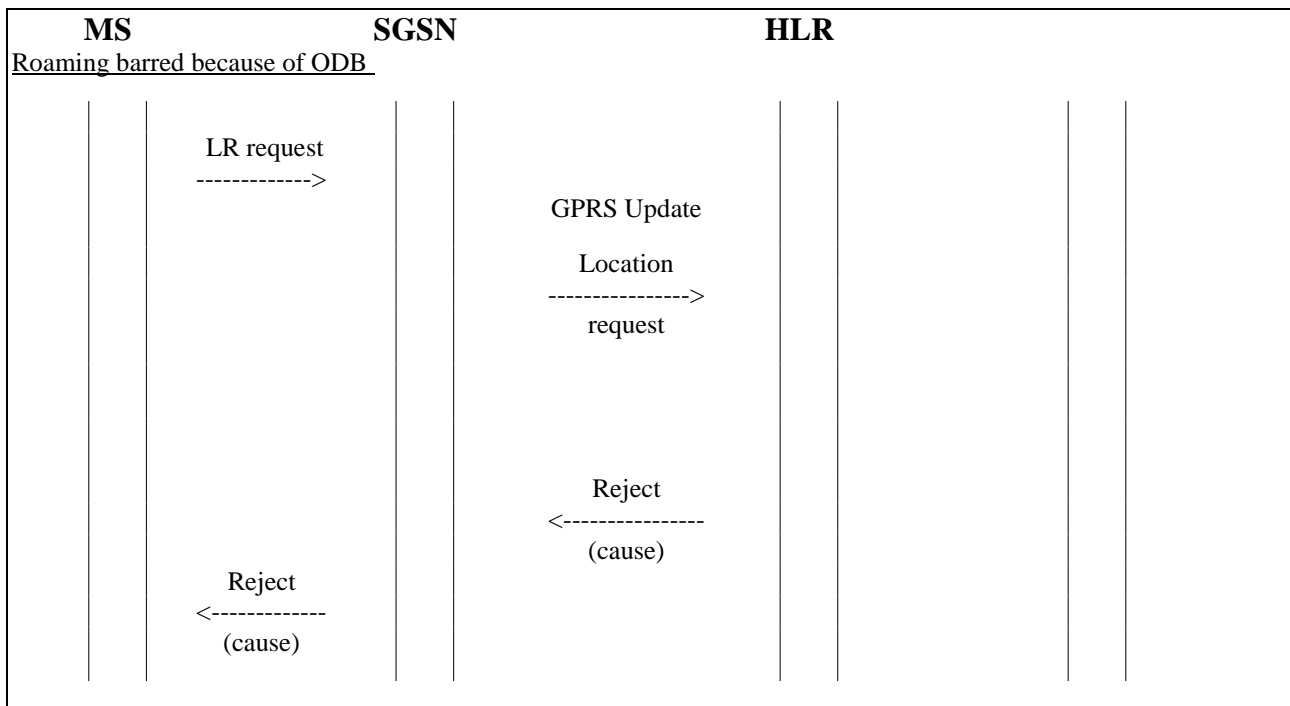 MS SGSN HLR
Roaming barred because of ODB
LR request
------------->
GPRS Update
Location
---------------->
request
Reject
<----------------
(cause)
Reject
<-------------
(cause)